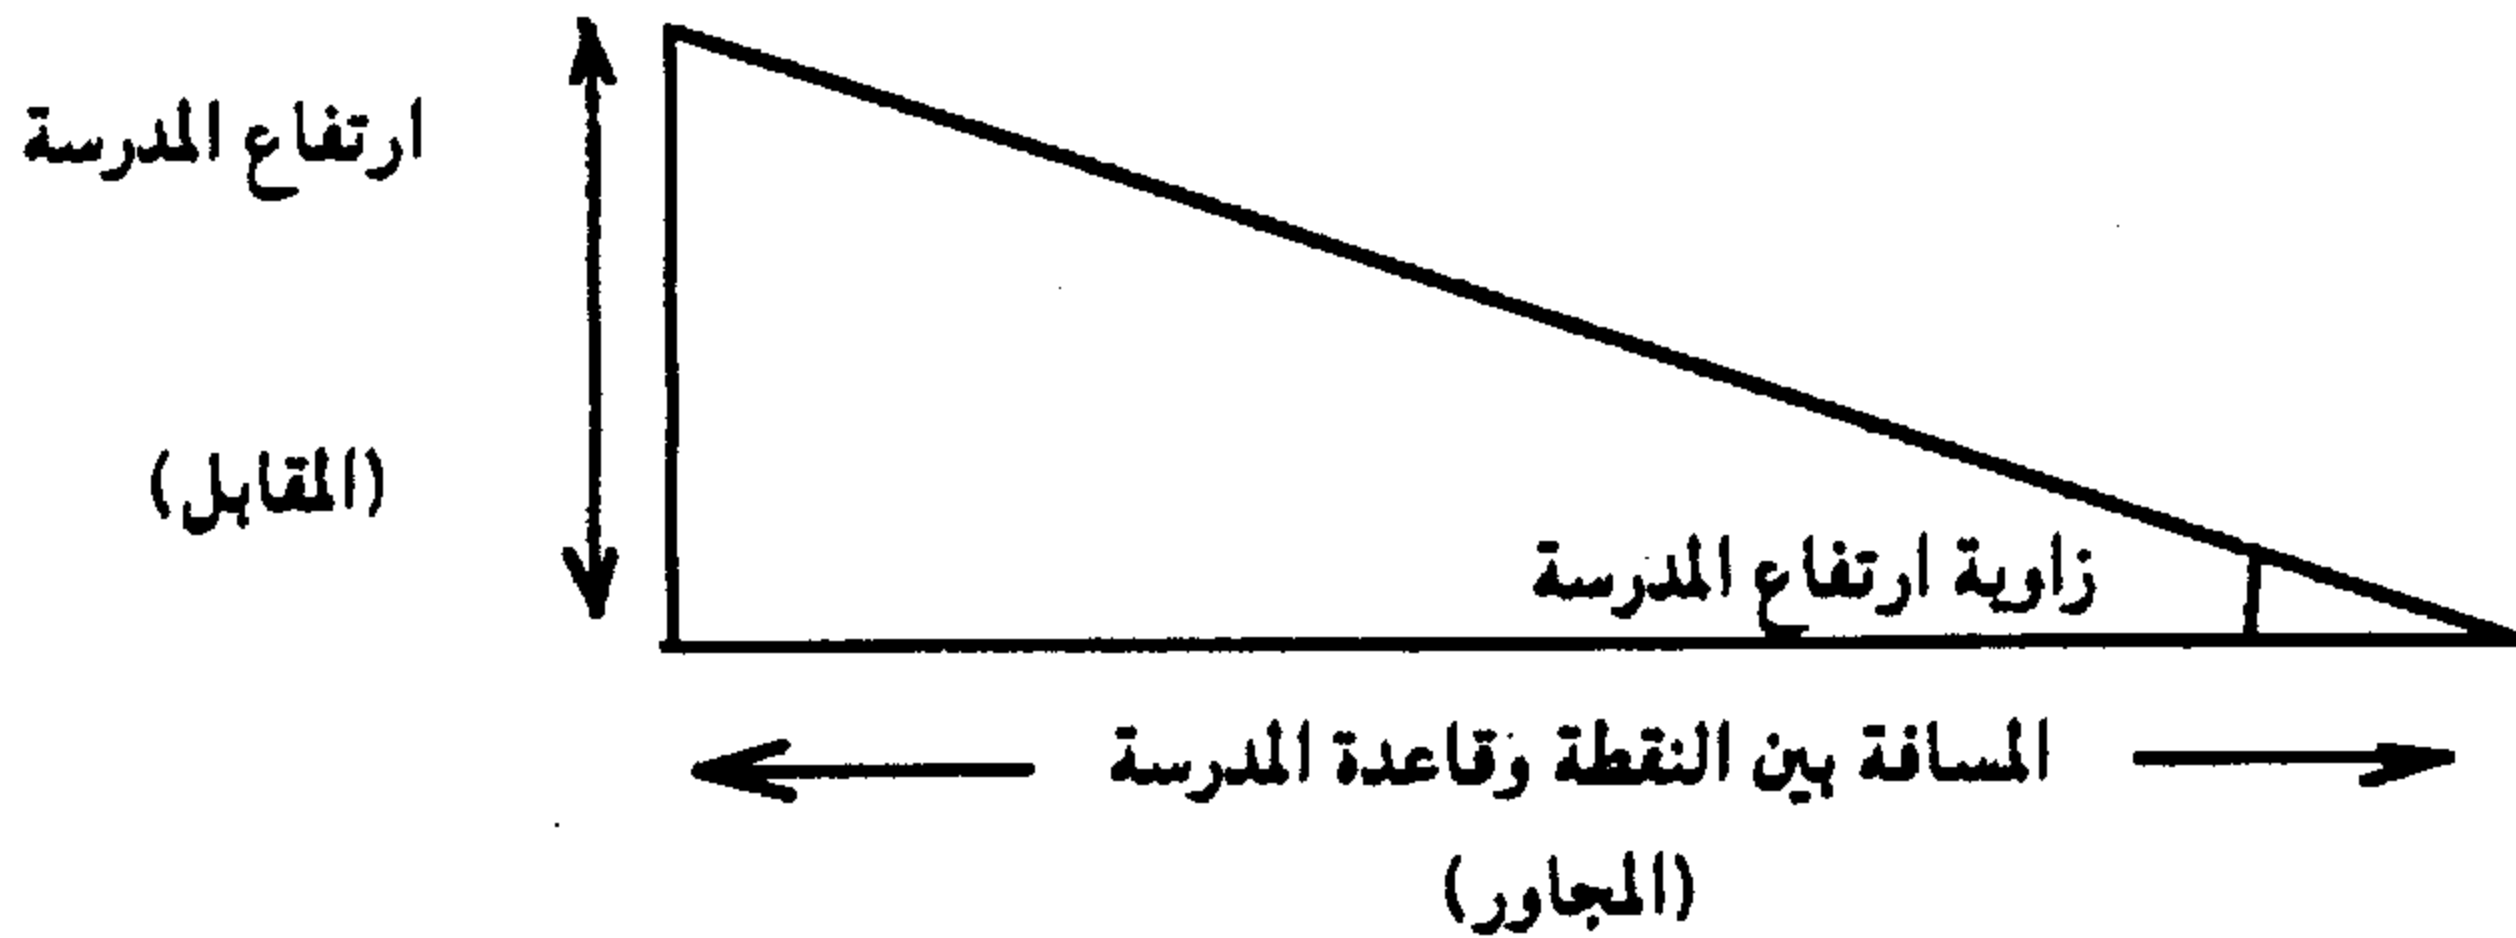 ارتفاع المدرسة
(المقابل)
زاوية ارتفاع المدرسة
المسافة بين النقطة وقاعدة المدرسة
(المجاور)